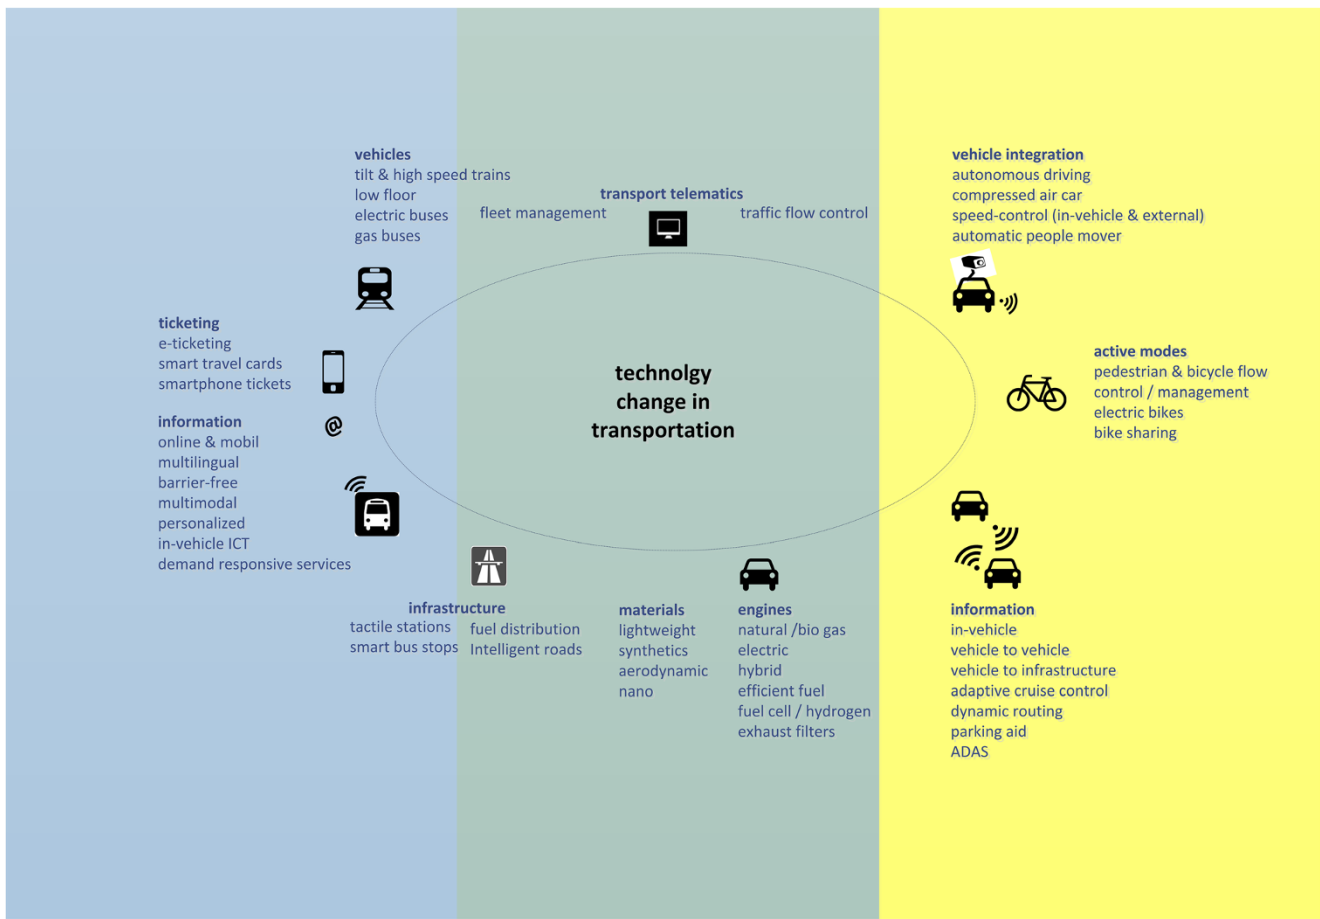 vehicles
tilt & high speed trains
low floor
electric buses
gas buses
transport telematics
fleet management
traffic flow control
vehicle integration
autonomous driving
compressed air car
speed-control (in-vehicle & external)
automatic people mover
ticketing
e-ticketing
smart travel cards
smartphone tickets
technolgy
change in
transportation
active modes
pedestrian & bicycle flow
control / management
electric bikes
bike sharing
@
information
online & mobil
multilingual
barrier-free
multimodal
personalized
in-vehicle ICT
demand responsive services
infrastructure
tactile stations
smart bus stops
fuel distribution
Intelligent roads
materials
lightweight
synthetics
aerodynamic
nano
engines
natural /bio gas
electric
hybrid
efficient fuel
fuel cell / hydrogen
exhaust filters
information
in-vehicle
vehicle to vehicle
vehicle to infrastructure
adaptive cruise control
dynamic routing
parking aid
ADAS